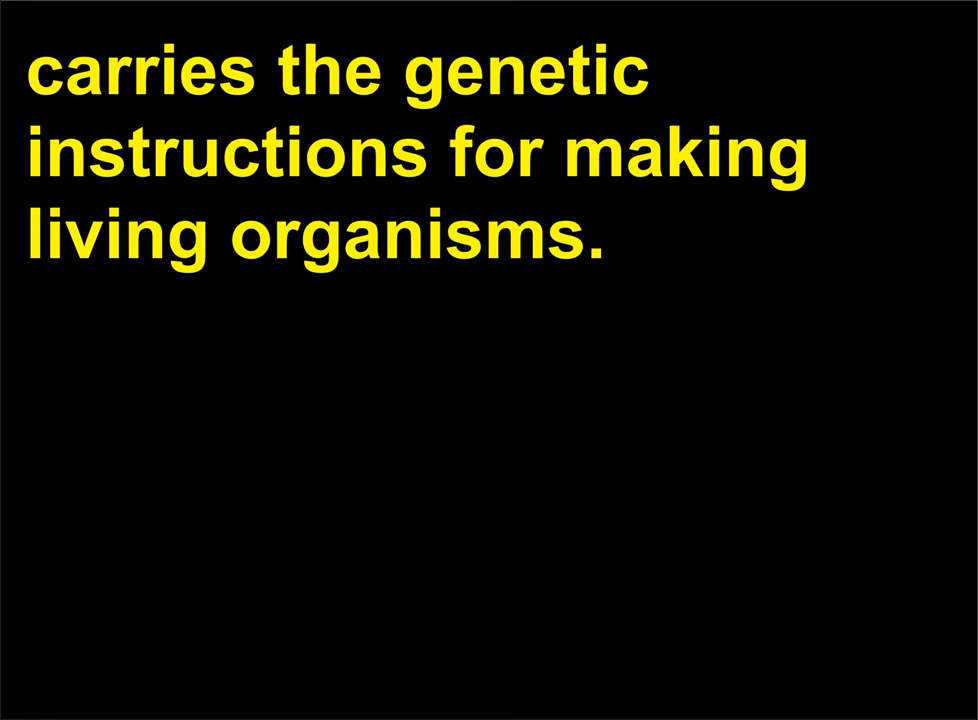 carries the genetic
instructions for making
living organisms.